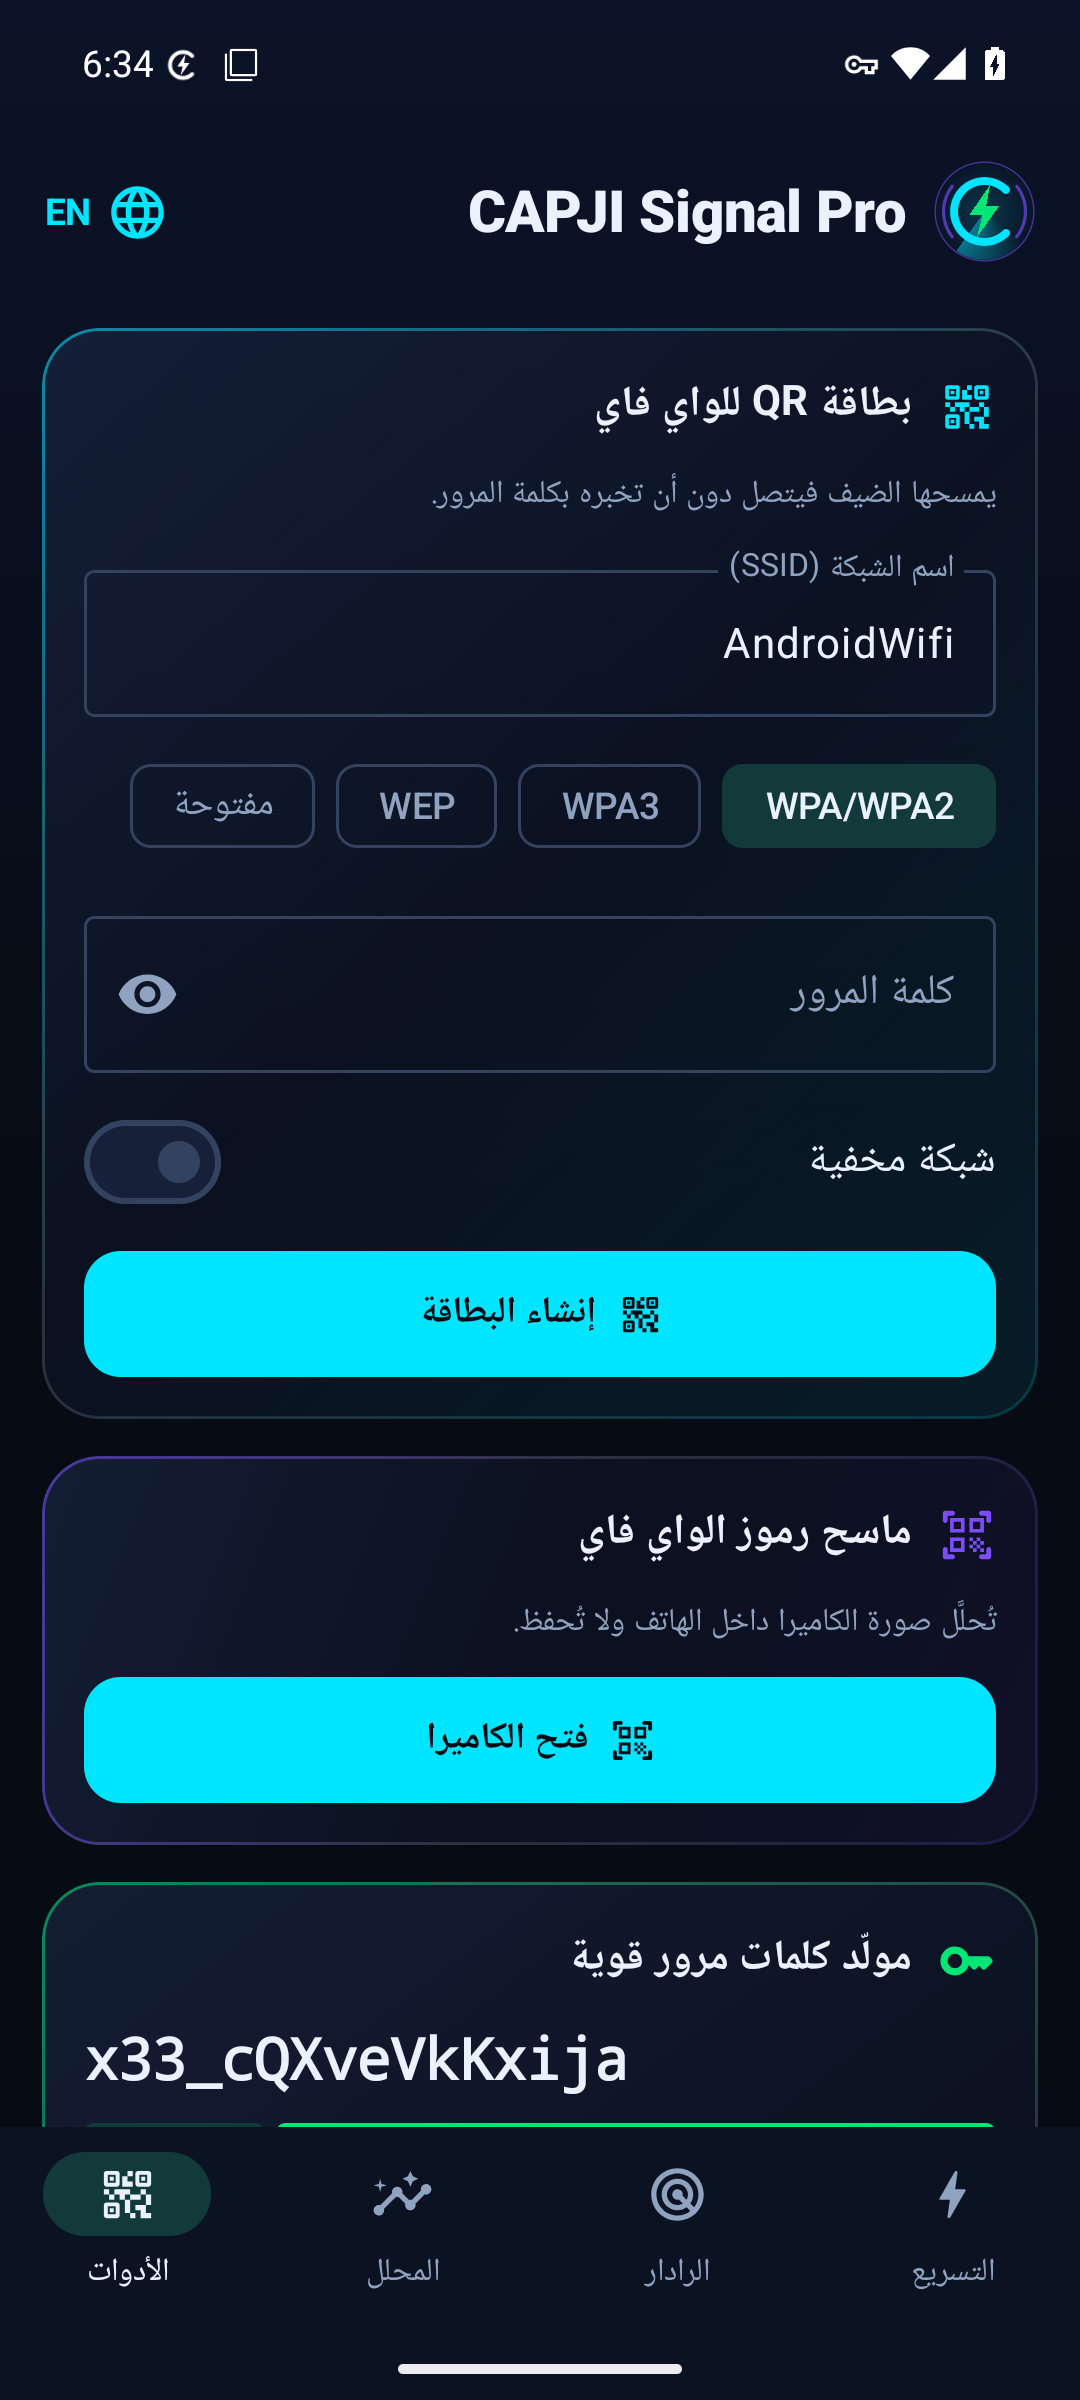 6:34
CAPJI Signal Pro
EN
بطاقة QR للواي فاي
يمسحها الضيف فيتصل دون أن تخبره بكلمة المرور.
اسم الشبكة (SSID)
AndroidWifi
WPA/WPA2
WPA3
WEP
مفتوحة
كلمة المرور
شبكة مخفية
إنشاء البطاقة
ماسح رموز الواي فاي
تُحلَّل صورة الكاميرا داخل الهاتف ولا تُحفظ.
فتح الكاميرا
مولّد كلمات مرور قوية
x33_cQXveVkKxija
التسريع
الرادار
المحلل
الأدوات